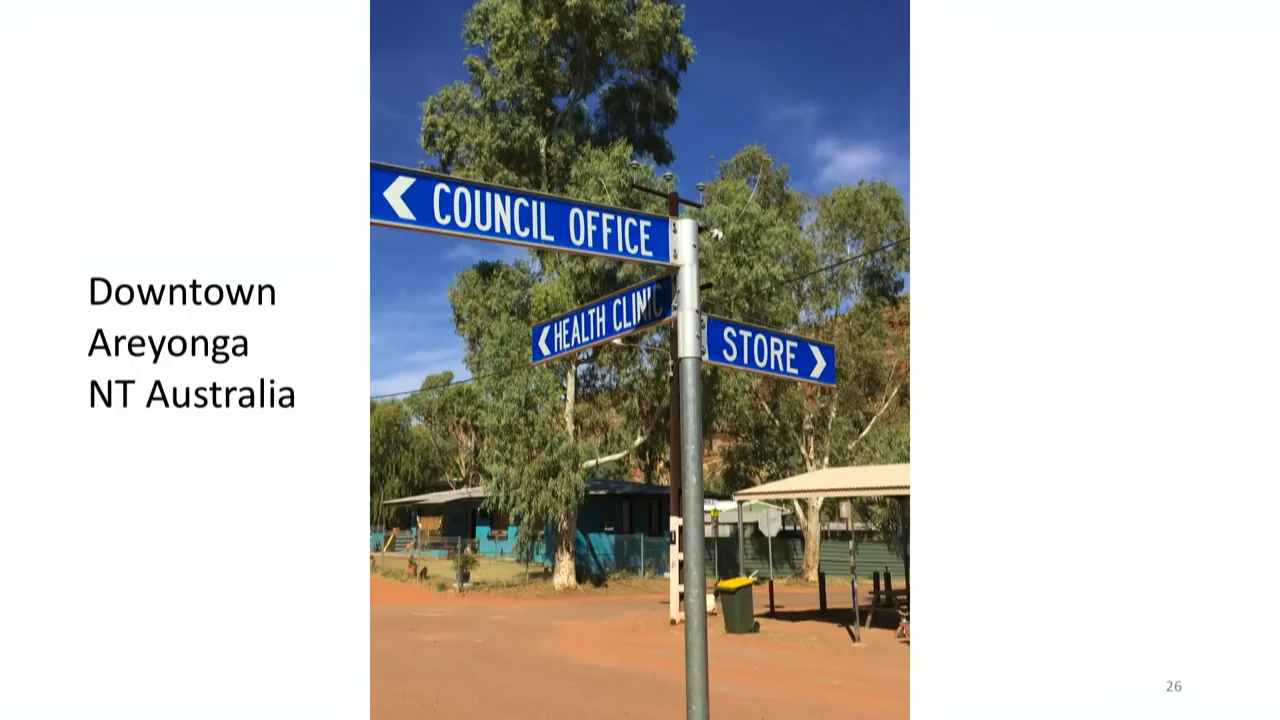 Downtown
Areyonga
NT Australia
COUNCIL OFFICE
HEALTH CLINIC
STORE
26